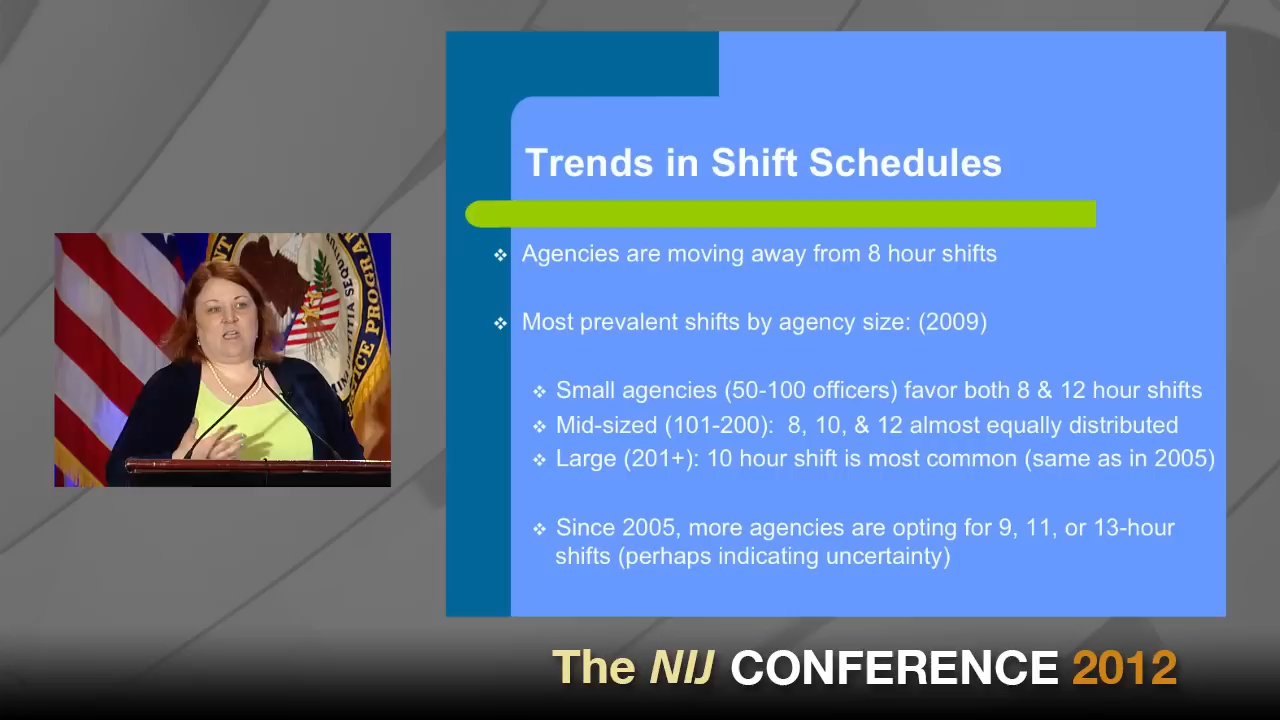 Trends in Shift Schedules
❖ Agencies are moving away from 8 hour shifts
❖ Most prevalent shifts by agency size: (2009)
❖ Small agencies (50-100 officers) favor both 8 & 12 hour shifts
❖ Mid-sized (101-200):  8, 10, & 12 almost equally distributed
❖ Large (201+): 10 hour shift is most common (same as in 2005)
❖ Since 2005, more agencies are opting for 9, 11, or 13-hour
shifts (perhaps indicating uncertainty)
The NIJ CONFERENCE 2012